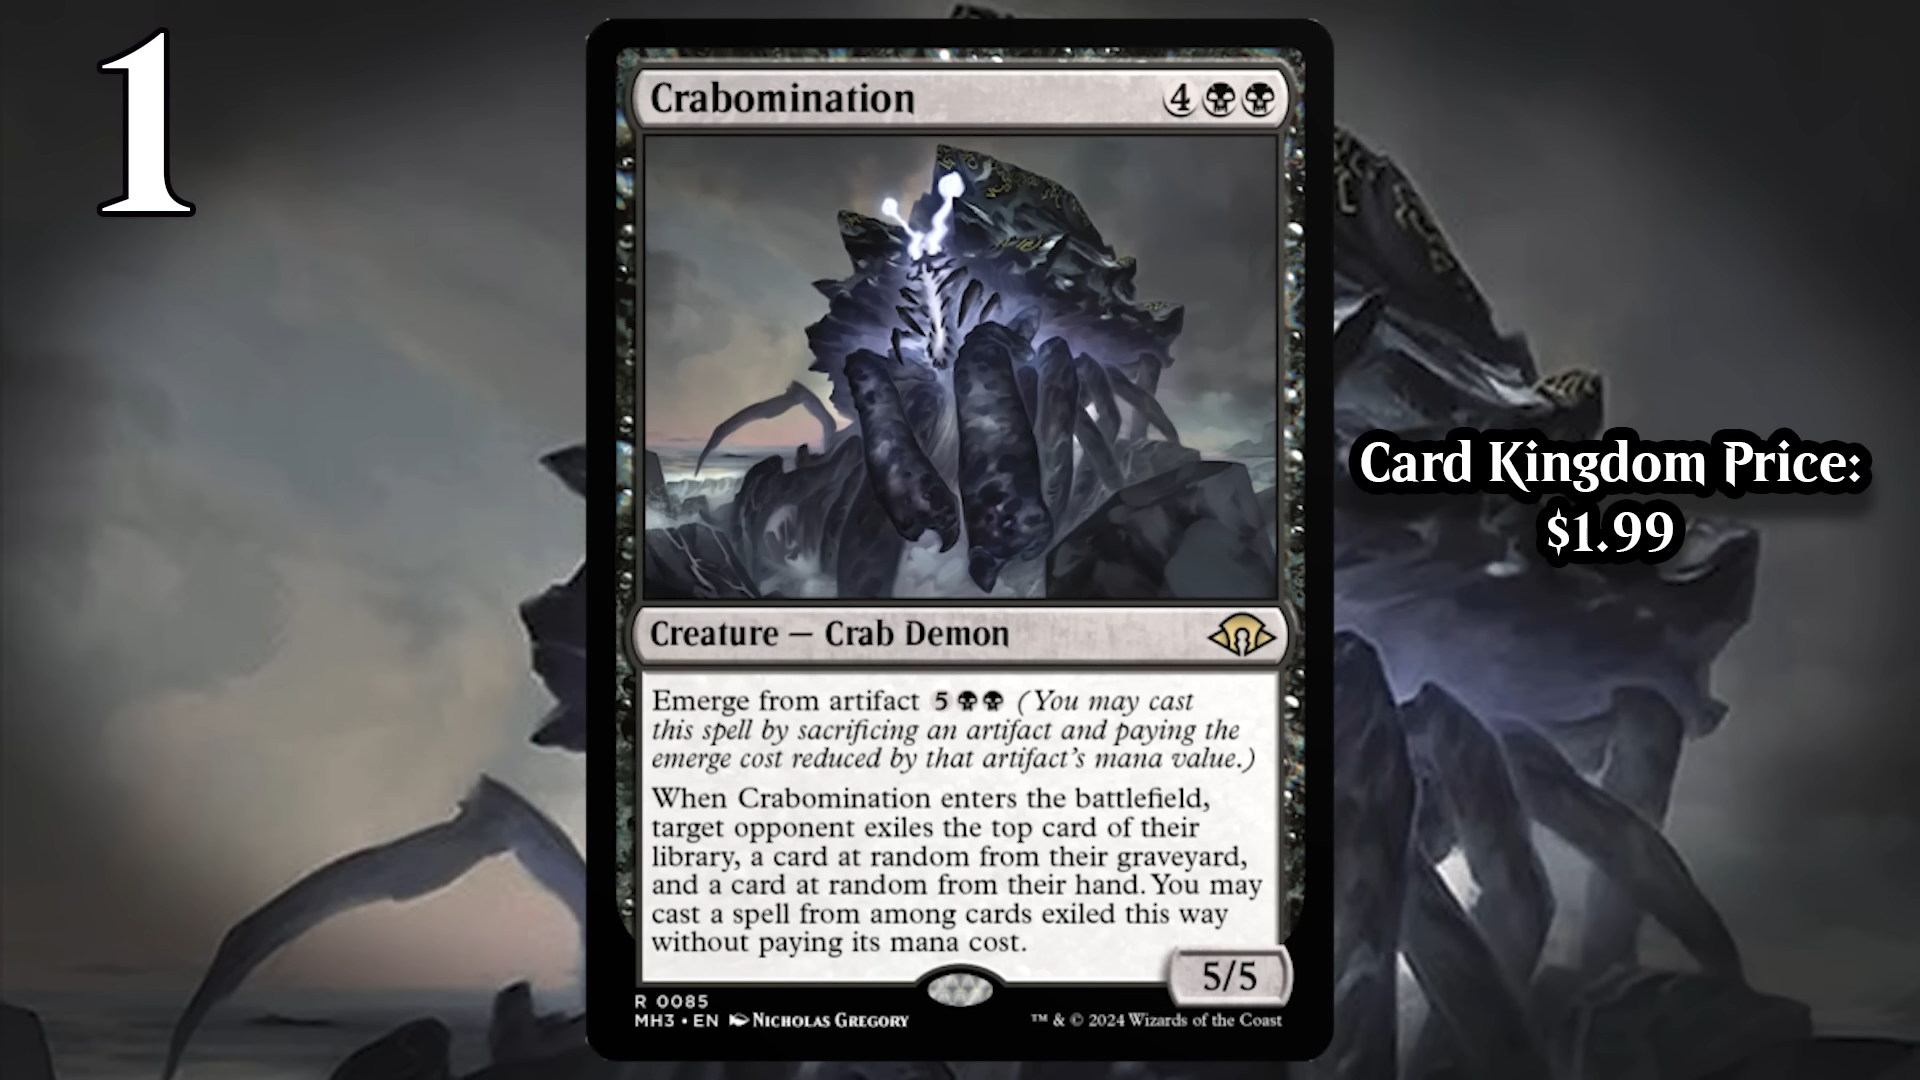 1
Crabomination 4
Creature — Crab Demon
Emerge from artifact 5 (You may cast
this spell by sacrificing an artifact and paying the
emerge cost reduced by that artifact's mana value.)
When Crabomination enters the battlefield,
target opponent exiles the top card of their
library, a card at random from their graveyard,
and a card at random from their hand. You may
cast a spell from among cards exiled this way
without paying its mana cost.
5/5
R 0085
MH3 • EN NICHOLAS GREGORY
™ & © 2024 Wizards of the Coast
Card Kingdom Price:
$1.99